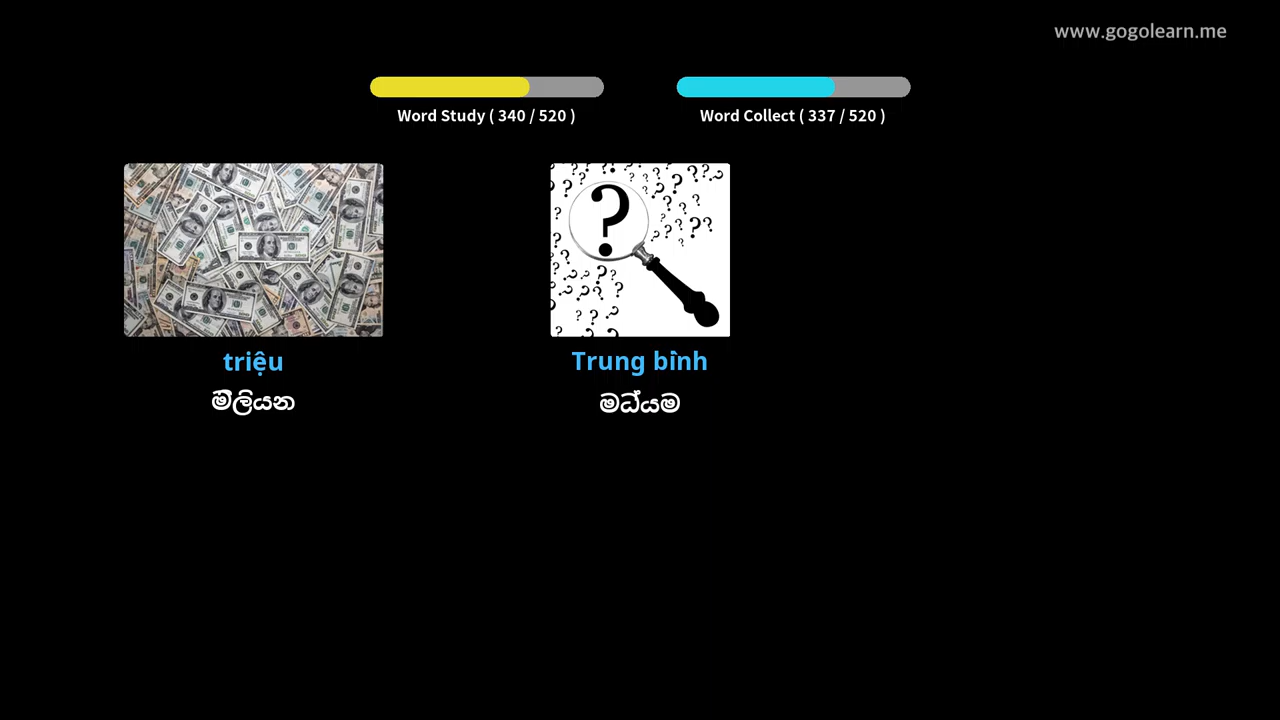 www.gogolearn.me
Word Study ( 340 / 520 )
Word Collect ( 337 / 520 )
triệu
මිලියන
Trung bình
මධ්යම